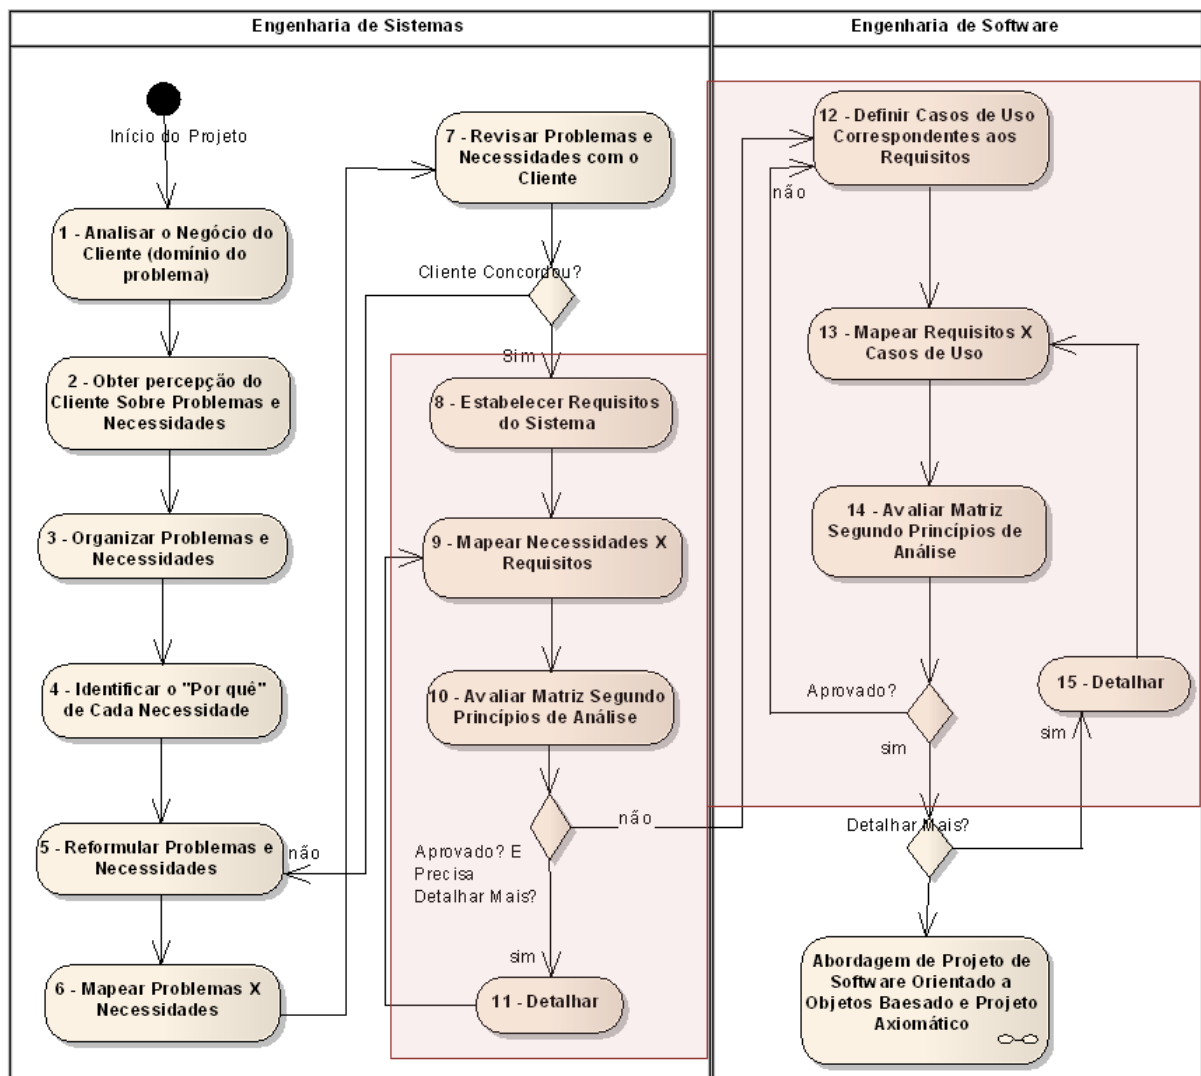 Engenharia de Sistemas
Engenharia de Software
Início do Projeto
1 - Analisar o Negócio do
Cliente (domínio do
problema)
2 - Obter percepção do
Cliente Sobre Problemas e
Necessidades
3 - Organizar Problemas e
Necessidades
4 - Identificar o "Por quê"
de Cada Necessidade
5 - Reformular Problemas e
Necessidades
não
6 - Mapear Problemas X
Necessidades
7 - Revisar Problemas e
Necessidades com o
Cliente
Cliente Concordou?
Sim
8 - Estabelecer Requisitos
do Sistema
9 - Mapear Necessidades X
Requisitos
10 - Avaliar Matriz Segundo
Princípios de Análise
não
Aprovado? E
Precisa
Detalhar Mais?
sim
11 - Detalhar
12 - Definir Casos de Uso
Correspondentes aos
Requisitos
não
13 - Mapear Requisitos X
Casos de Uso
14 - Avaliar Matriz
Segundo Princípios de
Análise
Aprovado?
sim
15 - Detalhar
sim
Detalhar Mais?
Abordagem de Projeto de
Software Orientado a
Objetos Baesado e Projeto
Axiomático